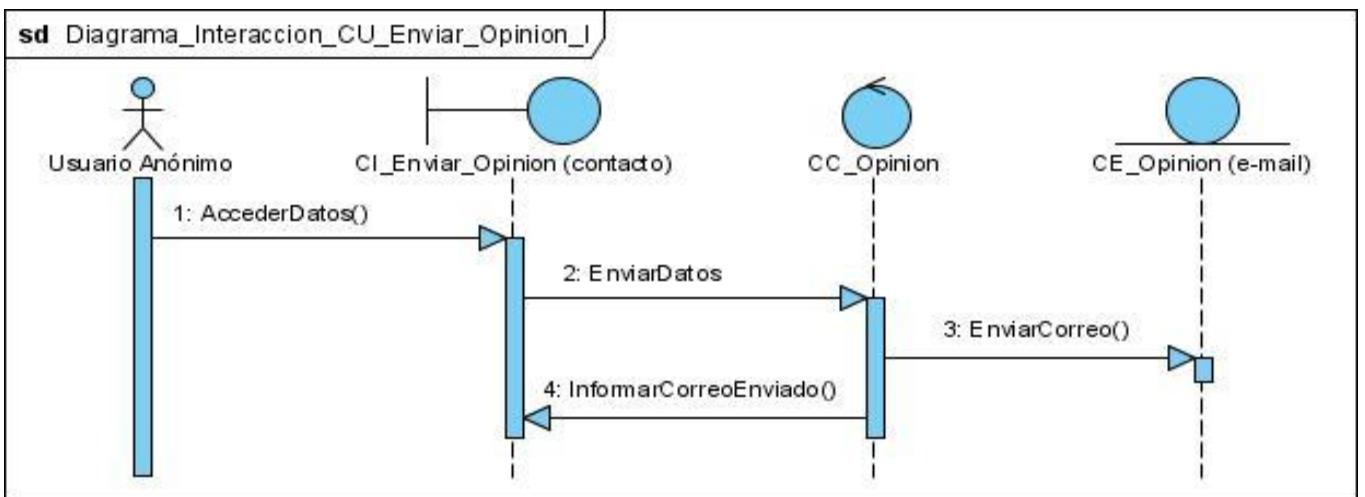 sd Diagrama_Interaccion_CU_Enviar_Opinion_I
Usuario Anónimo
CI_Enviar_Opinion (contacto)
CC_Opinion
CE_Opinion (e-mail)
1: AccederDatos()
2: EnviarDatos
3: EnviarCorreo()
4: InformarCorreoEnviado()